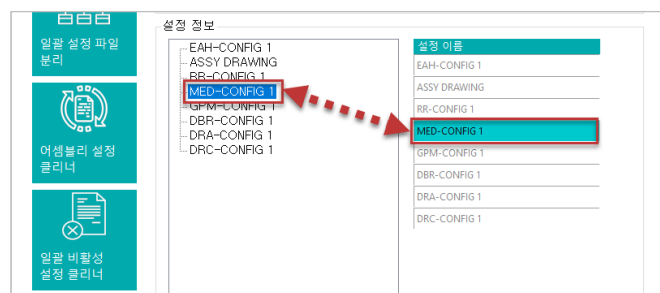 일괄 설정 파일
분리
어셈블리 설정
클리너
일괄 비활성
설정 클리너
설정 정보
EAH-CONFIG 1
ASSY DRAWING
RR-CONFIG 1
MED-CONFIG 1
GPM-CONFIG 1
DBR-CONFIG 1
DRA-CONFIG 1
DRC-CONFIG 1
설정 이름
EAH-CONFIG 1
ASSY DRAWING
RR-CONFIG 1
MED-CONFIG 1
GPM-CONFIG 1
DBR-CONFIG 1
DRA-CONFIG 1
DRC-CONFIG 1